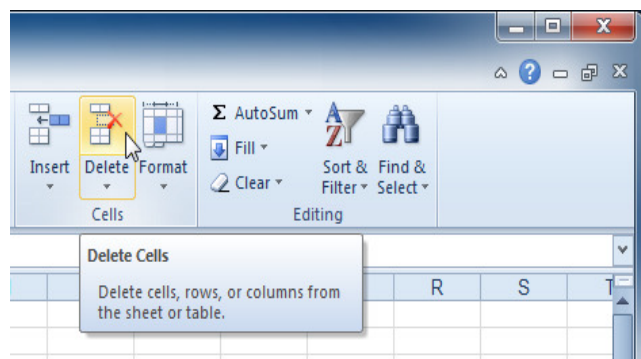 Σ AutoSum
Fill
Clear
Insert Delete Format
Sort & Filter
Find & Select
Cells
Editing
Delete Cells
Delete cells, rows, or columns from
the sheet or table.
R S T